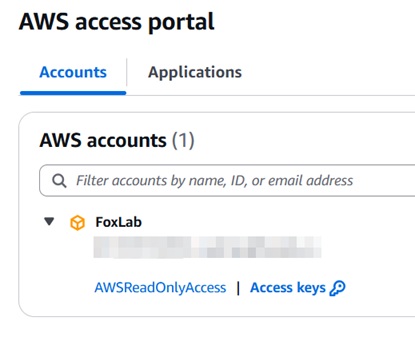 AWS access portal
Accounts Applications
AWS accounts (1)
Filter accounts by name, ID, or email address
FoxLab
AWSReadOnlyAccess | Access keys